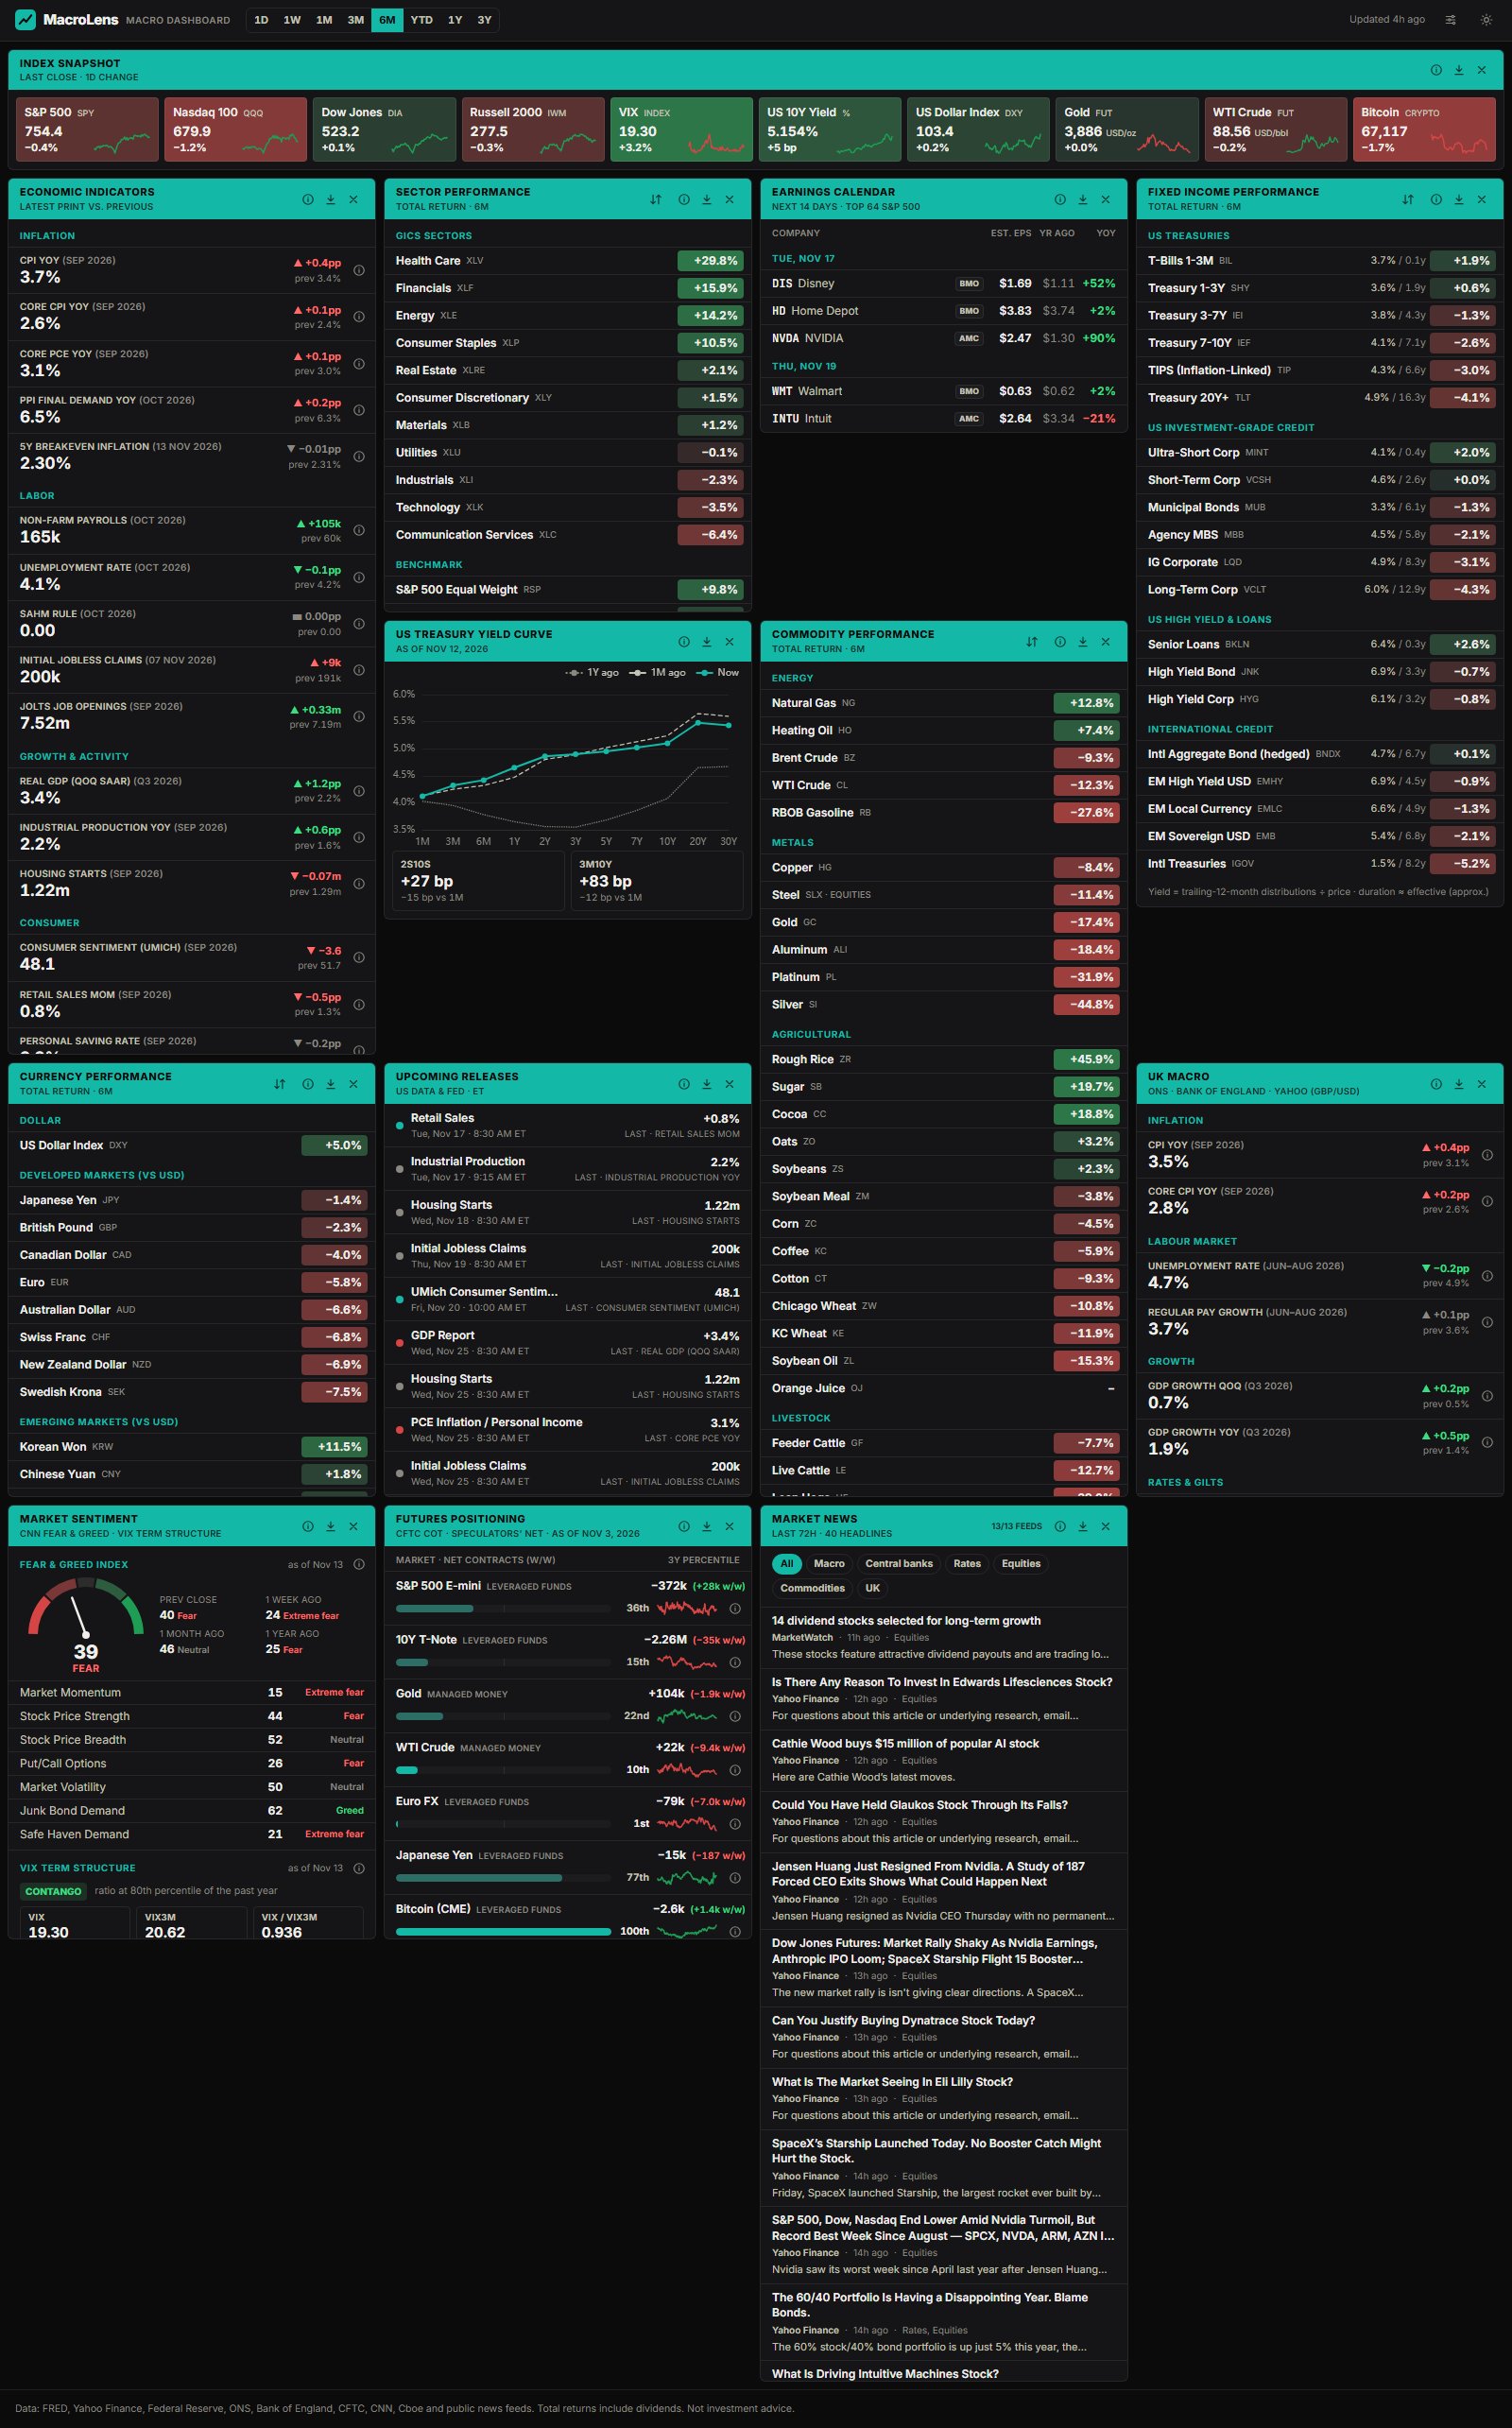 MacroLens MACRO DASHBOARD 1D 1W 1M 3M 6M YTD 1Y 3Y Updated 4h ago
INDEX SNAPSHOT
LAST CLOSE · 1D CHANGE
S&P 500 SPY
754.4
−0.4%
Nasdaq 100 QQQ
679.9
−1.2%
Dow Jones DIA
523.2
+0.1%
Russell 2000 IWM
277.5
−0.3%
VIX INDEX
19.30
+3.2%
US 10Y Yield %
5.154%
+5 bp
US Dollar Index DXY
103.4
+0.2%
Gold FUT
3,886 USD/oz
+0.0%
WTI Crude FUT
88.56 USD/bbl
−0.2%
Bitcoin CRYPTO
67,117
−1.7%
ECONOMIC INDICATORS
LATEST PRINT VS. PREVIOUS
INFLATION
CPI YOY (SEP 2026)
3.7%
▲ +0.4pp
prev 3.4%
CORE CPI YOY (SEP 2026)
2.6%
▲ +0.1pp
prev 2.4%
CORE PCE YOY (SEP 2026)
3.1%
▲ +0.1pp
prev 3.0%
PPI FINAL DEMAND YOY (OCT 2026)
6.5%
▲ +0.2pp
prev 6.3%
5Y BREAKEVEN INFLATION (13 NOV 2026)
2.30%
▼ −0.01pp
prev 2.31%
LABOR
NON-FARM PAYROLLS (OCT 2026)
165k
▲ +105k
prev 60k
UNEMPLOYMENT RATE (OCT 2026)
4.1%
▼ −0.1pp
prev 4.2%
SAHM RULE (OCT 2026)
0.00
0.00pp
prev 0.00
INITIAL JOBLESS CLAIMS (07 NOV 2026)
200k
▲ +9k
prev 191k
JOLTS JOB OPENINGS (SEP 2026)
7.52m
▲ +0.33m
prev 7.19m
GROWTH & ACTIVITY
REAL GDP (QOQ SAAR) (Q3 2026)
3.4%
▲ +1.2pp
prev 2.2%
INDUSTRIAL PRODUCTION YOY (SEP 2026)
2.2%
▲ +0.6pp
prev 1.6%
HOUSING STARTS (SEP 2026)
1.22m
▼ −0.07m
prev 1.29m
CONSUMER
CONSUMER SENTIMENT (UMICH) (SEP 2026)
48.1
▼ −3.6
prev 51.7
RETAIL SALES MOM (SEP 2026)
0.8%
▼ −0.5pp
prev 1.3%
PERSONAL SAVING RATE (SEP 2026)
▼ −0.2pp
SECTOR PERFORMANCE
TOTAL RETURN · 6M
GICS SECTORS
Health Care XLV +29.8%
Financials XLF +15.9%
Energy XLE +14.2%
Consumer Staples XLP +10.5%
Real Estate XLRE +2.1%
Consumer Discretionary XLY +1.5%
Materials XLB +1.2%
Utilities XLU −0.1%
Industrials XLI −2.3%
Technology XLK −3.5%
Communication Services XLC −6.4%
BENCHMARK
S&P 500 Equal Weight RSP +9.8%
EARNINGS CALENDAR
NEXT 14 DAYS · TOP 64 S&P 500
COMPANY EST. EPS YR AGO YOY
TUE, NOV 17
DIS Disney BMO $1.69 $1.11 +52%
HD Home Depot BMO $3.83 $3.74 +2%
NVDA NVIDIA AMC $2.47 $1.30 +90%
THU, NOV 19
WMT Walmart BMO $0.63 $0.62 +2%
INTU Intuit AMC $2.64 $3.34 −21%
FIXED INCOME PERFORMANCE
TOTAL RETURN · 6M
US TREASURIES
T-Bills 1-3M BIL 3.7% / 0.1y +1.9%
Treasury 1-3Y SHY 3.6% / 1.9y +0.6%
Treasury 3-7Y IEI 3.8% / 4.3y −1.3%
Treasury 7-10Y IEF 4.1% / 7.1y −2.6%
TIPS (Inflation-Linked) TIP 4.3% / 6.6y −3.0%
Treasury 20Y+ TLT 4.9% / 16.3y −4.1%
US INVESTMENT-GRADE CREDIT
Ultra-Short Corp MINT 4.1% / 0.4y +2.0%
Short-Term Corp VCSH 4.6% / 2.6y +0.0%
Municipal Bonds MUB 3.3% / 6.1y −1.3%
Agency MBS MBB 4.5% / 5.8y −2.1%
IG Corporate LQD 4.9% / 8.3y −3.1%
Long-Term Corp VCLT 6.0% / 12.9y −4.3%
US HIGH YIELD & LOANS
Senior Loans BKLN 6.4% / 0.3y +2.6%
High Yield Bond JNK 6.9% / 3.3y −0.7%
High Yield Corp HYG 6.1% / 3.2y −0.8%
INTERNATIONAL CREDIT
Intl Aggregate Bond (hedged) BNDX 4.7% / 6.7y +0.1%
EM High Yield USD EMHY 6.9% / 4.5y −0.9%
EM Local Currency EMLC 6.6% / 4.9y −1.3%
EM Sovereign USD EMB 5.4% / 6.8y −2.1%
Intl Treasuries IGOV 1.5% / 8.2y −5.2%
Yield = trailing-12-month distributions ÷ price · duration ≈ effective (approx.)
US TREASURY YIELD CURVE
AS OF NOV 12, 2026
1Y ago 1M ago Now
6.0%
5.5%
5.0%
4.5%
4.0%
3.5%
1M 3M 6M 1Y 2Y 3Y 5Y 7Y 10Y 20Y 30Y
2S10S
+27 bp
−15 bp vs 1M
3M10Y
+83 bp
−12 bp vs 1M
COMMODITY PERFORMANCE
TOTAL RETURN · 6M
ENERGY
Natural Gas NG +12.8%
Heating Oil HO +7.4%
Brent Crude BZ −9.3%
WTI Crude CL −12.3%
RBOB Gasoline RB −27.6%
METALS
Copper HG −8.4%
Steel SLX · EQUITIES −11.4%
Gold GC −17.4%
Aluminum ALI −18.4%
Platinum PL −31.9%
Silver SI −44.8%
AGRICULTURAL
Rough Rice ZR +45.9%
Sugar SB +19.7%
Cocoa CC +18.8%
Oats ZO +3.2%
Soybeans ZS +2.3%
Soybean Meal ZM −3.8%
Corn ZC −4.5%
Coffee KC −5.9%
Cotton CT −9.3%
Chicago Wheat ZW −10.8%
KC Wheat KE −11.9%
Soybean Oil ZL −15.3%
Orange Juice OJ –
LIVESTOCK
Feeder Cattle GF −7.7%
Live Cattle LE −12.7%
CURRENCY PERFORMANCE
TOTAL RETURN · 6M
DOLLAR
US Dollar Index DXY +5.0%
DEVELOPED MARKETS (VS USD)
Japanese Yen JPY −1.4%
British Pound GBP −2.3%
Canadian Dollar CAD −4.0%
Euro EUR −5.8%
Australian Dollar AUD −6.6%
Swiss Franc CHF −6.8%
New Zealand Dollar NZD −6.9%
Swedish Krona SEK −7.5%
EMERGING MARKETS (VS USD)
Korean Won KRW +11.5%
Chinese Yuan CNY +1.8%
UPCOMING RELEASES
US DATA & FED · ET
Retail Sales +0.8%
Tue, Nov 17 · 8:30 AM ET LAST · RETAIL SALES MOM
Industrial Production 2.2%
Tue, Nov 17 · 9:15 AM ET LAST · INDUSTRIAL PRODUCTION YOY
Housing Starts 1.22m
Wed, Nov 18 · 8:30 AM ET LAST · HOUSING STARTS
Initial Jobless Claims 200k
Thu, Nov 19 · 8:30 AM ET LAST · INITIAL JOBLESS CLAIMS
UMich Consumer Sentim... 48.1
Fri, Nov 20 · 10:00 AM ET LAST · CONSUMER SENTIMENT (UMICH)
GDP Report +3.4%
Wed, Nov 25 · 8:30 AM ET LAST · REAL GDP (QOQ SAAR)
Housing Starts 1.22m
Wed, Nov 25 · 8:30 AM ET LAST · HOUSING STARTS
PCE Inflation / Personal Income 3.1%
Wed, Nov 25 · 8:30 AM ET LAST · CORE PCE YOY
Initial Jobless Claims 200k
Wed, Nov 25 · 8:30 AM ET LAST · INITIAL JOBLESS CLAIMS
UK MACRO
ONS · BANK OF ENGLAND · YAHOO (GBP/USD)
INFLATION
CPI YOY (SEP 2026)
3.5%
▲ +0.4pp
prev 3.1%
CORE CPI YOY (SEP 2026)
2.8%
▲ +0.2pp
prev 2.6%
LABOUR MARKET
UNEMPLOYMENT RATE (JUN–AUG 2026)
4.7%
▼ −0.2pp
prev 4.9%
REGULAR PAY GROWTH (JUN–AUG 2026)
3.7%
▲ +0.1pp
prev 3.6%
GROWTH
GDP GROWTH QOQ (Q3 2026)
0.7%
▲ +0.2pp
prev 0.5%
GDP GROWTH YOY (Q3 2026)
1.9%
▲ +0.5pp
prev 1.4%
RATES & GILTS
MARKET SENTIMENT
CNN FEAR & GREED · VIX TERM STRUCTURE
FEAR & GREED INDEX as of Nov 13
39
FEAR
PREV CLOSE
40 Fear
1 WEEK AGO
24 Extreme fear
1 MONTH AGO
46 Neutral
1 YEAR AGO
25 Fear
Market Momentum 15 Extreme fear
Stock Price Strength 44 Fear
Stock Price Breadth 52 Neutral
Put/Call Options 26 Fear
Market Volatility 50 Neutral
Junk Bond Demand 62 Greed
Safe Haven Demand 21 Extreme fear
VIX TERM STRUCTURE as of Nov 13
CONTANGO ratio at 80th percentile of the past year
VIX
19.30
VIX3M
20.62
VIX / VIX3M
0.936
FUTURES POSITIONING
CFTC COT · SPECULATORS' NET · AS OF NOV 3, 2026
MARKET · NET CONTRACTS (W/W) 3Y PERCENTILE
S&P 500 E-mini LEVERAGED FUNDS −372k (+28k w/w)
36th
10Y T-Note LEVERAGED FUNDS −2.26M (−35k w/w)
15th
Gold MANAGED MONEY +104k (−1.9k w/w)
22nd
WTI Crude MANAGED MONEY +22k (−9.4k w/w)
10th
Euro FX LEVERAGED FUNDS −79k (−7.0k w/w)
1st
Japanese Yen LEVERAGED FUNDS −15k (−187 w/w)
77th
Bitcoin (CME) LEVERAGED FUNDS −2.6k (+1.4k w/w)
100th
MARKET NEWS
LAST 72H · 40 HEADLINES
13/13 FEEDS
All Macro Central banks Rates Equities
Commodities UK
14 dividend stocks selected for long-term growth
MarketWatch · 11h ago · Equities
These stocks feature attractive dividend payouts and are trading lo...
Is There Any Reason To Invest In Edwards Lifesciences Stock?
Yahoo Finance · 12h ago · Equities
For questions about this article or underlying research, email...
Cathie Wood buys $15 million of popular AI stock
Yahoo Finance · 12h ago · Equities
Here are Cathie Wood's latest moves.
Could You Have Held Glaukos Stock Through Its Falls?
Yahoo Finance · 12h ago · Equities
For questions about this article or underlying research, email...
Jensen Huang Just Resigned From Nvidia. A Study of 187
Forced CEO Exits Shows What Could Happen Next
Yahoo Finance · 12h ago · Equities
Jensen Huang resigned as Nvidia CEO Thursday with no permanent...
Dow Jones Futures: Market Rally Shaky As Nvidia Earnings,
Anthropic IPO Loom; SpaceX Starship Flight 15 Booster...
Yahoo Finance · 13h ago · Equities
The new market rally is isn't giving clear directions. A SpaceX...
Can You Justify Buying Dynatrace Stock Today?
Yahoo Finance · 13h ago · Equities
For questions about this article or underlying research, email...
What Is The Market Seeing In Eli Lilly Stock?
Yahoo Finance · 13h ago · Equities
For questions about this article or underlying research, email...
SpaceX's Starship Launched Today. No Booster Catch Might
Hurt the Stock.
Yahoo Finance · 14h ago · Equities
Friday, SpaceX launched Starship, the largest rocket ever built by...
S&P 500, Dow, Nasdaq End Lower Amid Nvidia Turmoil, But
Record Best Week Since August — SPCX, NVDA, ARM, AZN I...
Yahoo Finance · 14h ago · Equities
Nvidia saw its worst week since April last year after Jensen Huang...
The 60/40 Portfolio Is Having a Disappointing Year. Blame
Bonds.
Yahoo Finance · 14h ago · Rates, Equities
The 60% stock/40% bond portfolio is up just 5% this year, the...
What Is Driving Intuitive Machines Stock?
Data: FRED, Yahoo Finance, Federal Reserve, ONS, Bank of England, CFTC, CNN, Cboe and public news feeds. Total returns include dividends. Not investment advice.